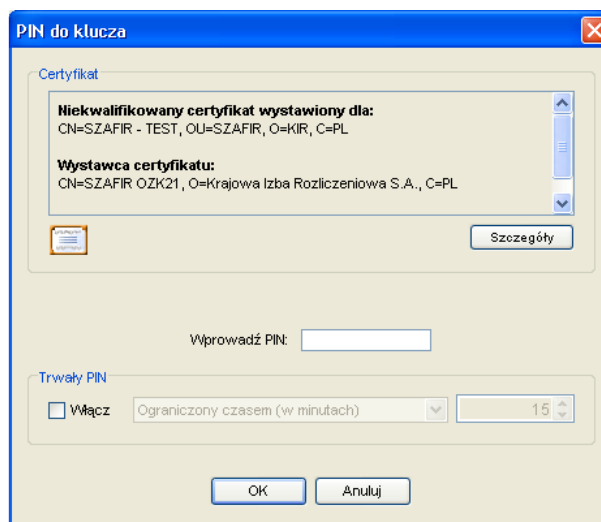 PIN do klucza
Certyfikat
Niekwalifikowany certyfikat wystawiony dla:
CN=SZAFIR - TEST, OU=SZAFIR, O=KIR, C=PL
Wystawca certyfikatu:
CN=SZAFIR OZK21, O=Krajowa Izba Rozliczeniowa S.A., C=PL
Szczegóły
Wprowadź PIN:
Trwały PIN
Włącz Ograniczony czasem (w minutach) 15
OK Anuluj